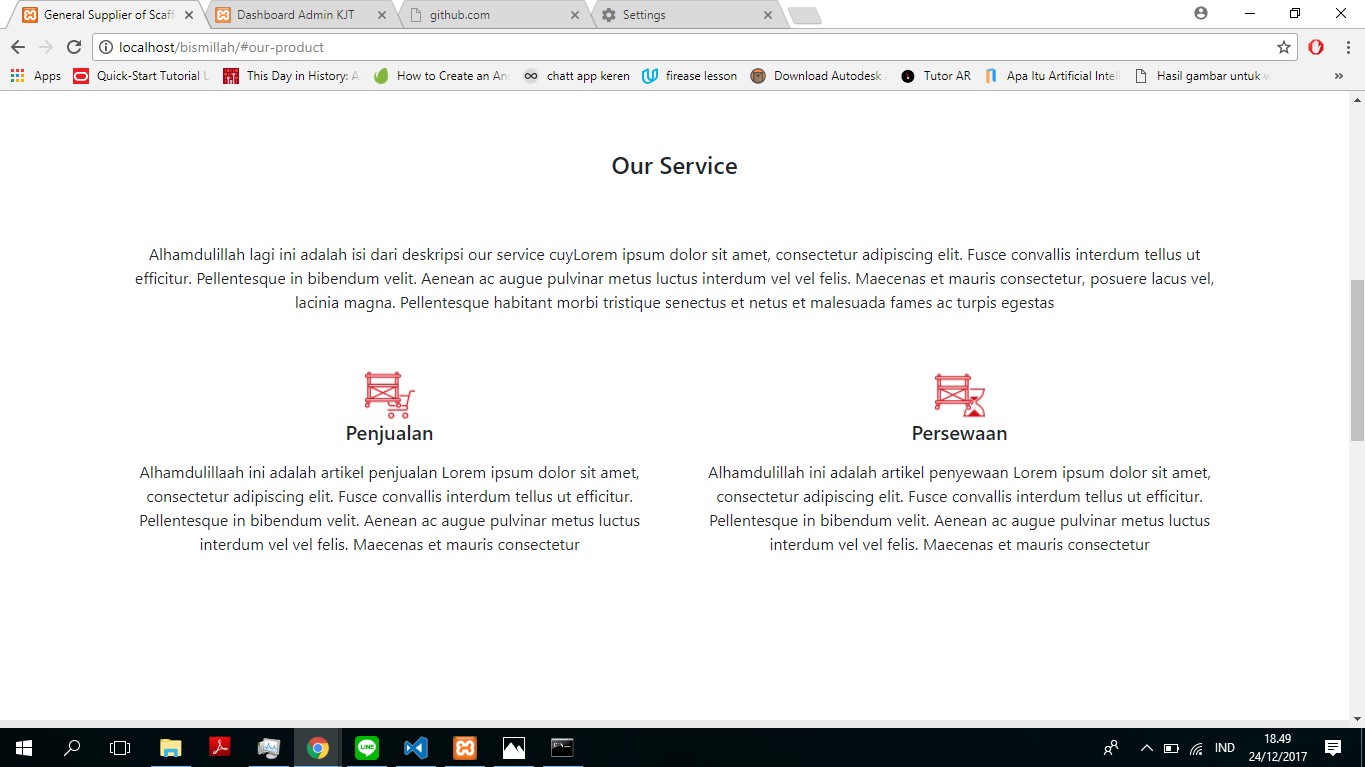 General Supplier of Scaff
Dashboard Admin KJT
github.com
Settings
localhost/bismillah/#our-product
Apps
Quick-Start Tutorial
This Day in History:
How to Create an
chatt app keren
firease lesson
Download Autodesk
Tutor AR
Apa Itu Artificial Intel
Hasil gambar untuk
»
Our Service
Alhamdulillah lagi ini adalah isi dari deskripsi our service cuyLorem ipsum dolor sit amet, consectetur adipiscing elit. Fusce convallis interdum tellus ut
efficitur. Pellentesque in bibendum velit. Aenean ac augue pulvinar metus luctus interdum vel vel felis. Maecenas et mauris consectetur, posuere lacus vel,
lacinia magna. Pellentesque habitant morbi tristique senectus et netus et malesuada fames ac turpis egestas
Penjualan
Alhamdulillaah ini adalah artikel penjualan Lorem ipsum dolor sit amet,
consectetur adipiscing elit. Fusce convallis interdum tellus ut efficitur.
Pellentesque in bibendum velit. Aenean ac augue pulvinar metus luctus
interdum vel vel felis. Maecenas et mauris consectetur
Persewaan
Alhamdulillah ini adalah artikel penyewaan Lorem ipsum dolor sit amet,
consectetur adipiscing elit. Fusce convallis interdum tellus ut efficitur.
Pellentesque in bibendum velit. Aenean ac augue pulvinar metus luctus
interdum vel vel felis. Maecenas et mauris consectetur
LINE
IND
18.49
24/12/2017